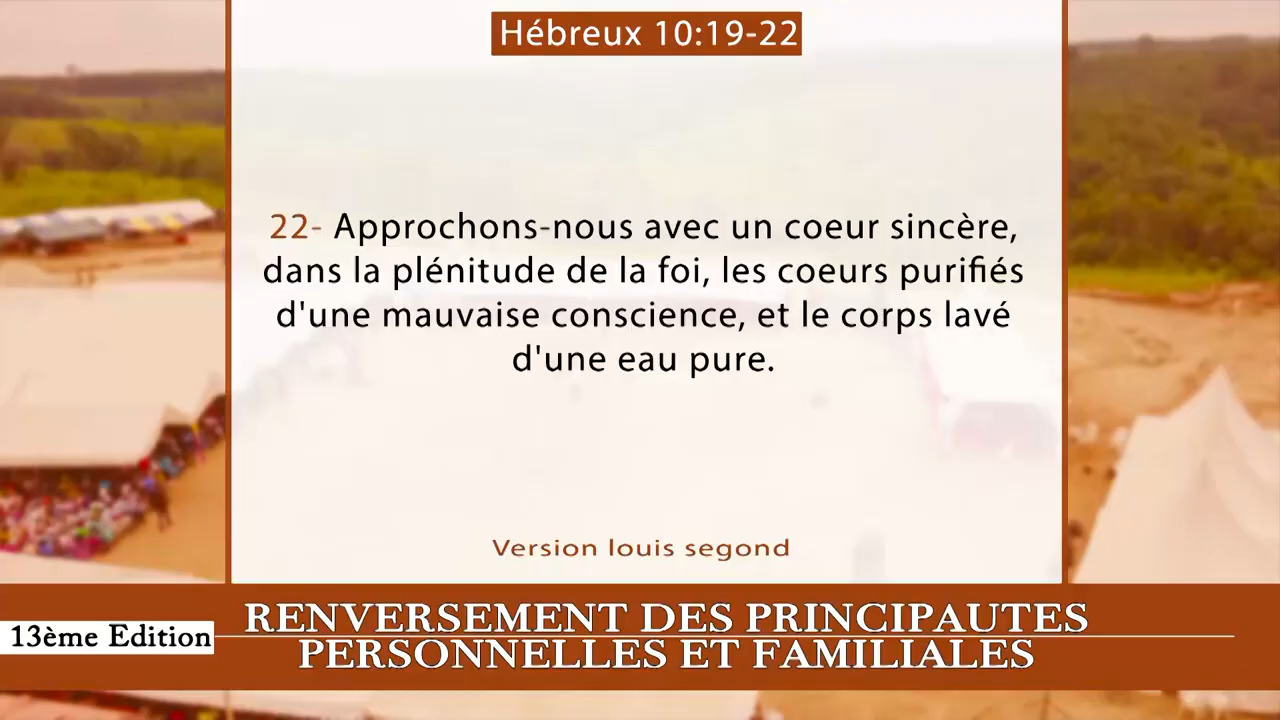 Hébreux 10:19-22
22- Approchons-nous avec un coeur sincère,
dans la plénitude de la foi, les coeurs purifiés
d'une mauvaise conscience, et le corps lavé
d'une eau pure.
Version louis segond
13ème Edition
RENVERSEMENT DES PRINCIPAUTES
PERSONNELLES ET FAMILIALES